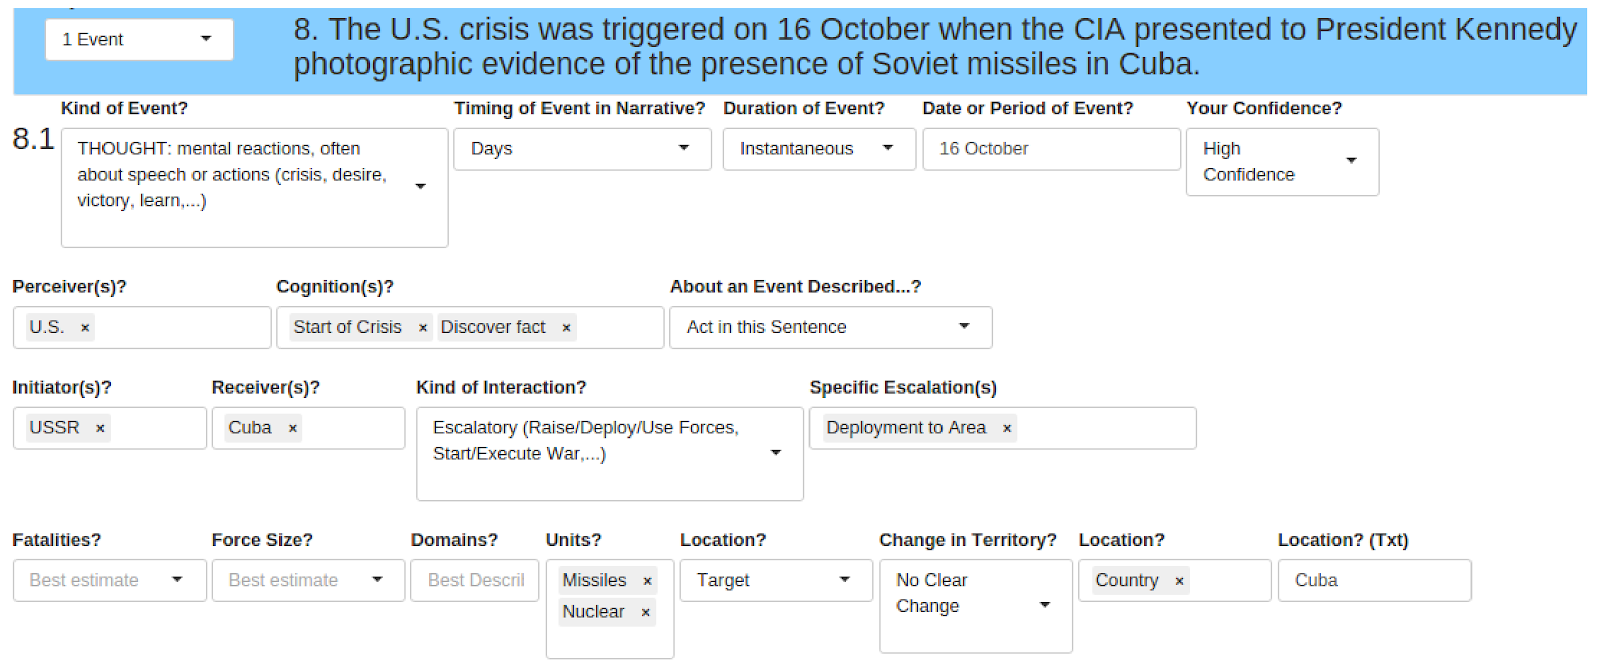 1 Event
8. The U.S. crisis was triggered on 16 October when the CIA presented to President Kennedy
photographic evidence of the presence of Soviet missiles in Cuba.
Kind of Event? Timing of Event in Narrative? Duration of Event? Date or Period of Event? Your Confidence?
8.1
THOUGHT: mental reactions, often
about speech or actions (crisis, desire,
victory, learn,...)
Days
Instantaneous
16 October
High
Confidence
Perceiver(s)? Cognition(s)? About an Event Described...?
U.S. × Start of Crisis × Discover fact × Act in this Sentence
Initiator(s)? Receiver(s)? Kind of Interaction? Specific Escalation(s)
USSR × Cuba ×
Escalatory (Raise/Deploy/Use Forces,
Start/Execute War,...)
Deployment to Area ×
Fatalities? Force Size? Domains? Units? Location? Change in Territory? Location? Location? (Txt)
Best estimate Best estimate Best Descri
Missiles ×
Nuclear ×
Target
No Clear
Change
Country × Cuba